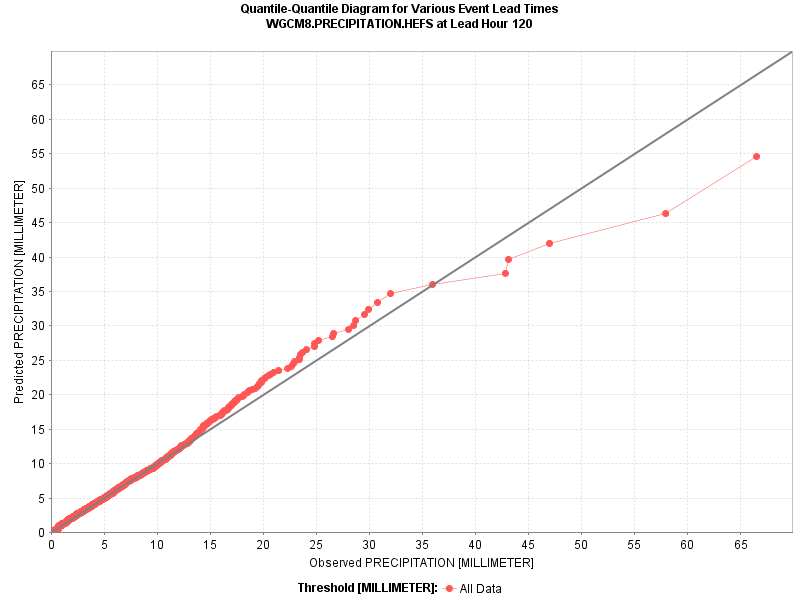 Quantile-Quantile Diagram for Various Event Lead Times
WGCM8.PRECIPITATION.HEFS at Lead Hour 120
Predicted PRECIPITATION [MILLIMETER]
65
60
55
50
45
40
35
30
25
20
15
10
5
0
0 5 10 15 20 25 30 35 40 45 50 55 60 65
Observed PRECIPITATION [MILLIMETER]
Threshold [MILLIMETER]: All Data